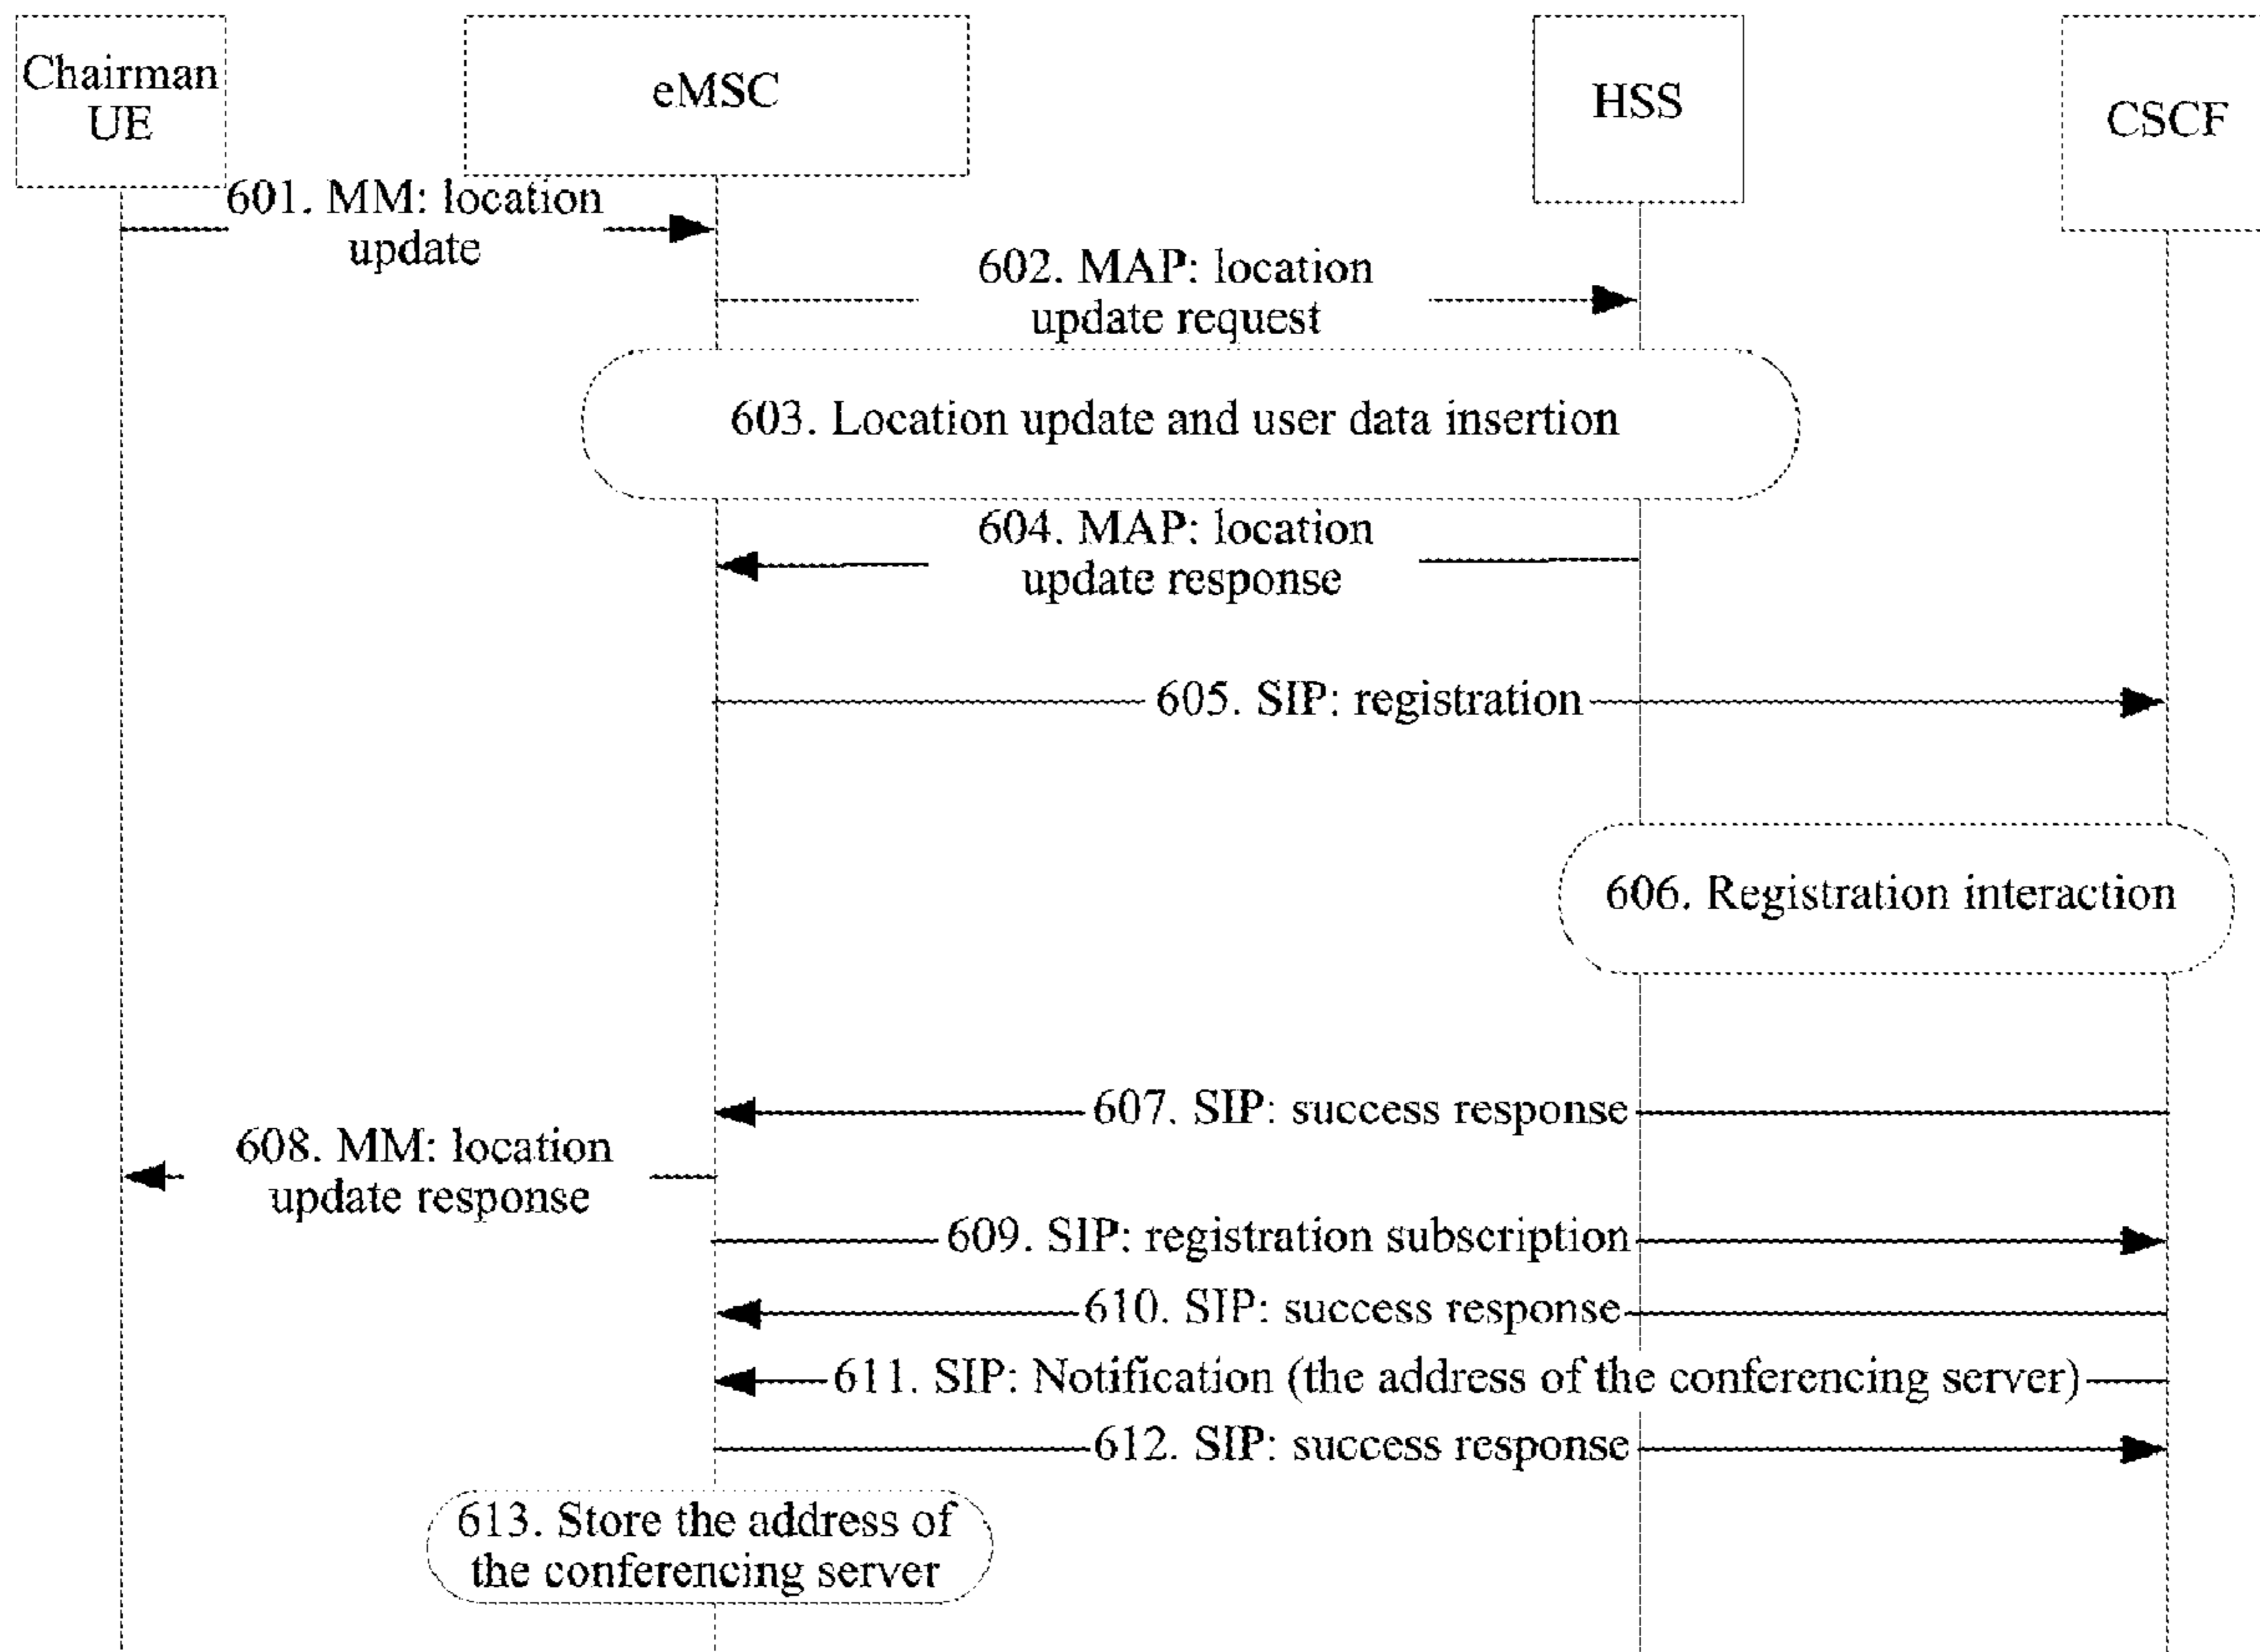 Chairman
UE
eMSC
HSS
CSCF
601. MM: location
update
602. MAP: location
update request
603. Location update and user data insertion
604. MAP: location
update response
605. SIP: registration
606. Registration interaction
607. SIP: success response
608. MM: location
update response
609. SIP: registration subscription
610. SIP: success response
611. SIP: Notification (the address of the conferencing server)
612. SIP: success response
613. Store the address of
the conferencing server